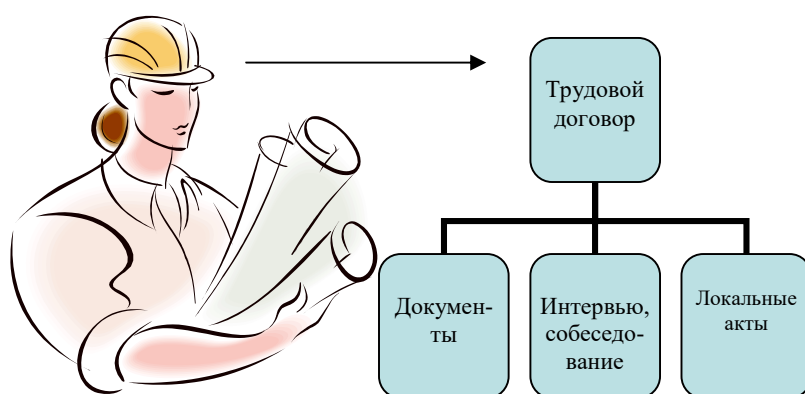 Трудовой
договор
Докумен-
ты
Интервью,
собеседо-
вание
Локальные
акты